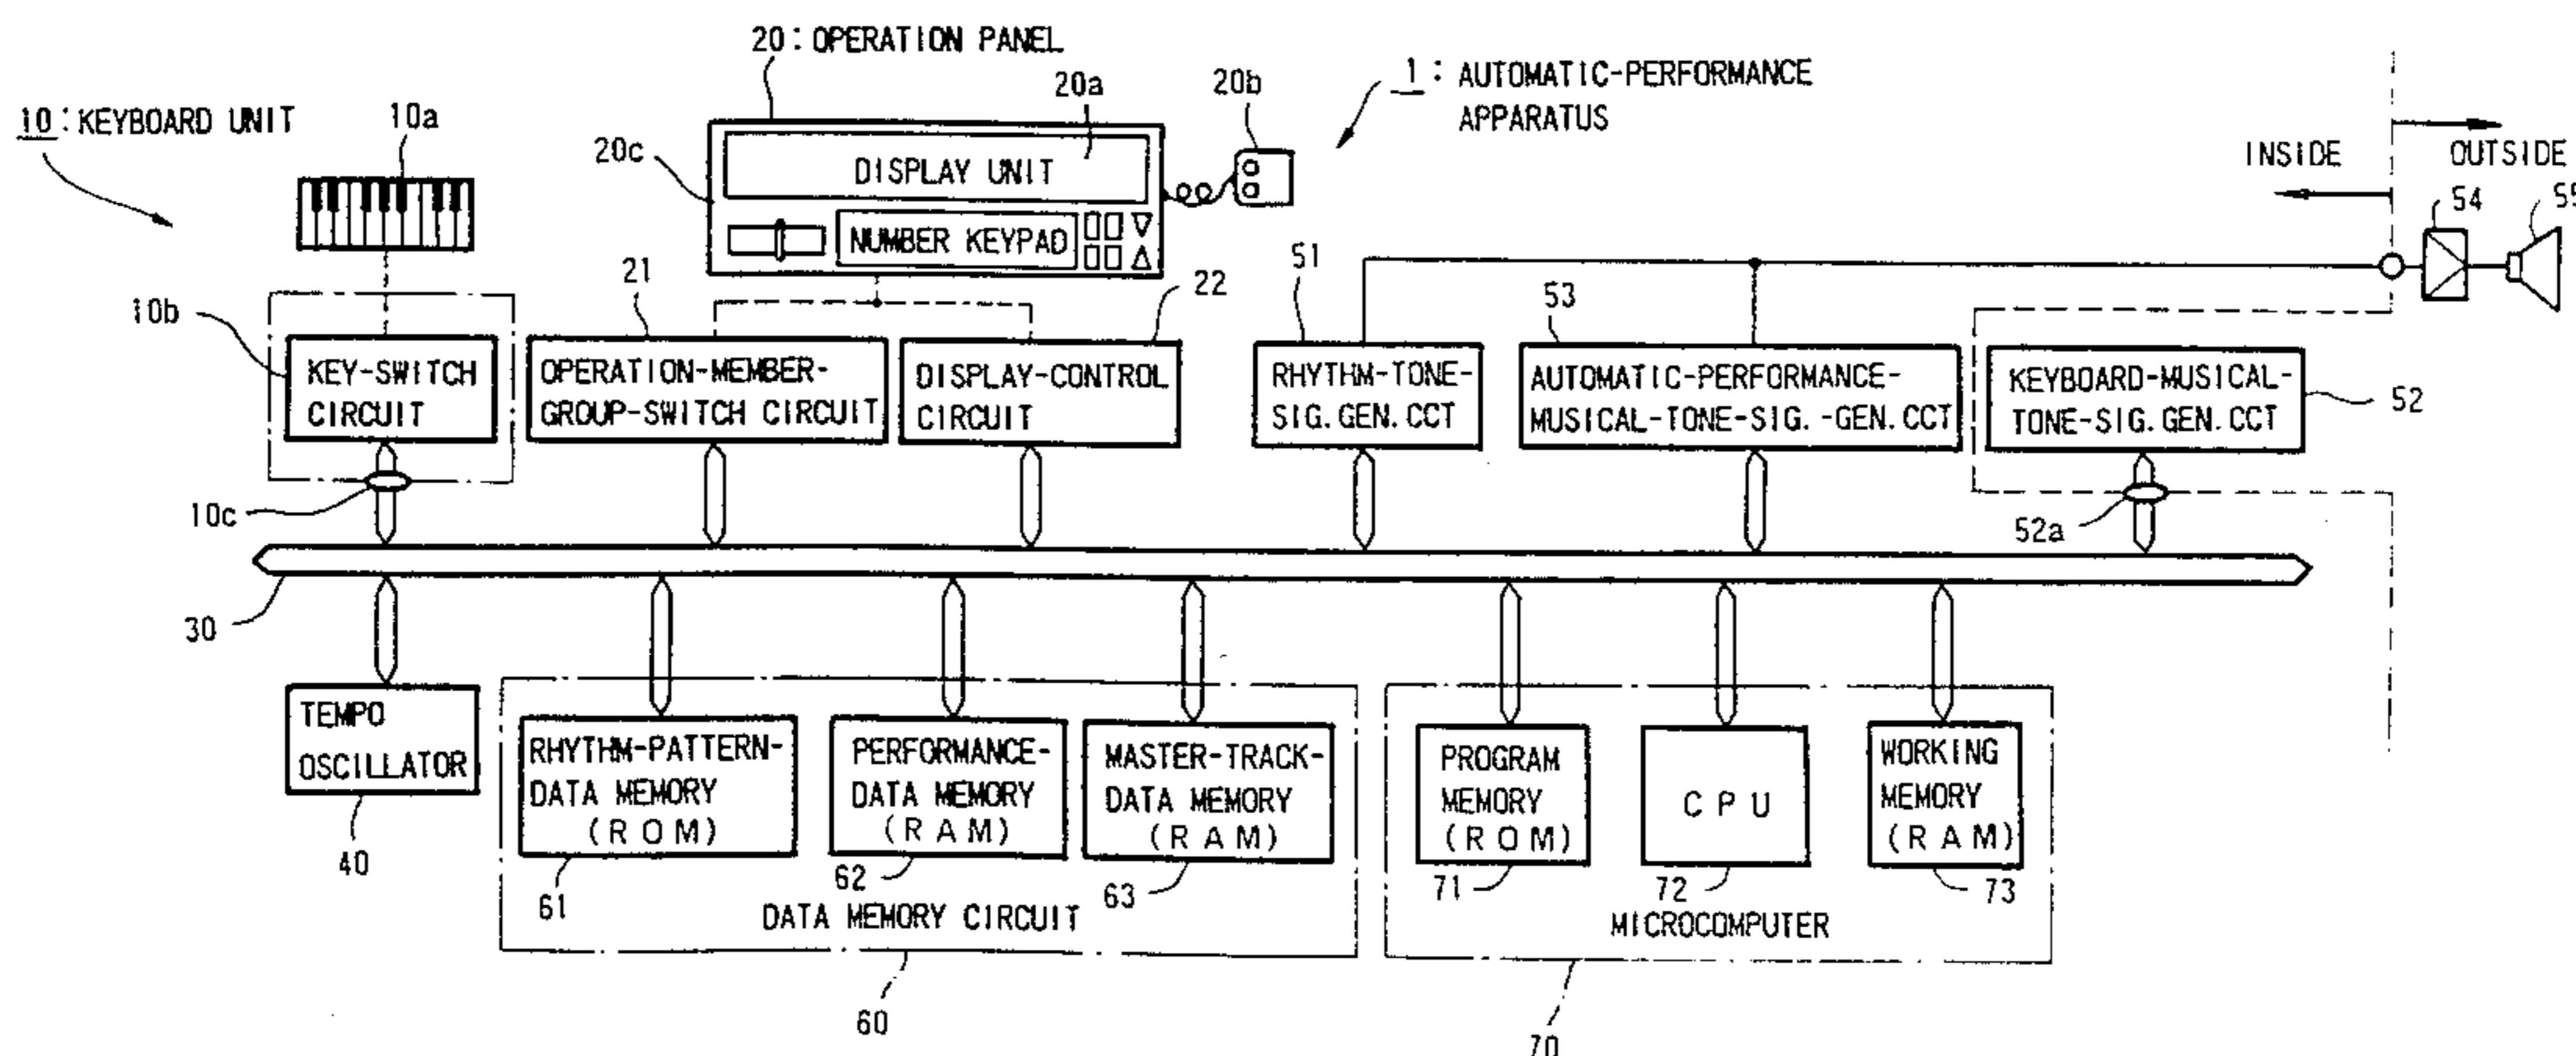 20: OPERATION PANEL
1: AUTOMATIC-PERFORMANCE
APPARATUS
10: KEYBOARD UNIT
10a
20a
20b
20c
DISPLAY UNIT
NUMBER KEYPAD
INSIDE
OUTSIDE
54
10b
21
22
51
53
KEY-SWITCH
CIRCUIT
OPERATION-MEMBER-
GROUP-SWITCH CIRCUIT
DISPLAY-CONTROL
CIRCUIT
RHYTHM-TONE-
SIG.GEN.CCT
AUTOMATIC-PERFORMANCE-
MUSICAL-TONE-SIG.-GEN.CCT
KEYBOARD-MUSICAL-
TONE-SIG.GEN.CCT
52
10c
52a
30
TEMPO
OSCILLATOR
40
RHYTHM-PATTERN-
DATA MEMORY
(ROM)
61
PERFORMANCE-
DATA MEMORY
(RAM)
62
MASTER-TRACK-
DATA MEMORY
(RAM)
63
DATA MEMORY CIRCUIT
60
PROGRAM
MEMORY
(ROM)
71
CPU
72
WORKING
MEMORY
(RAM)
73
MICROCOMPUTER
70